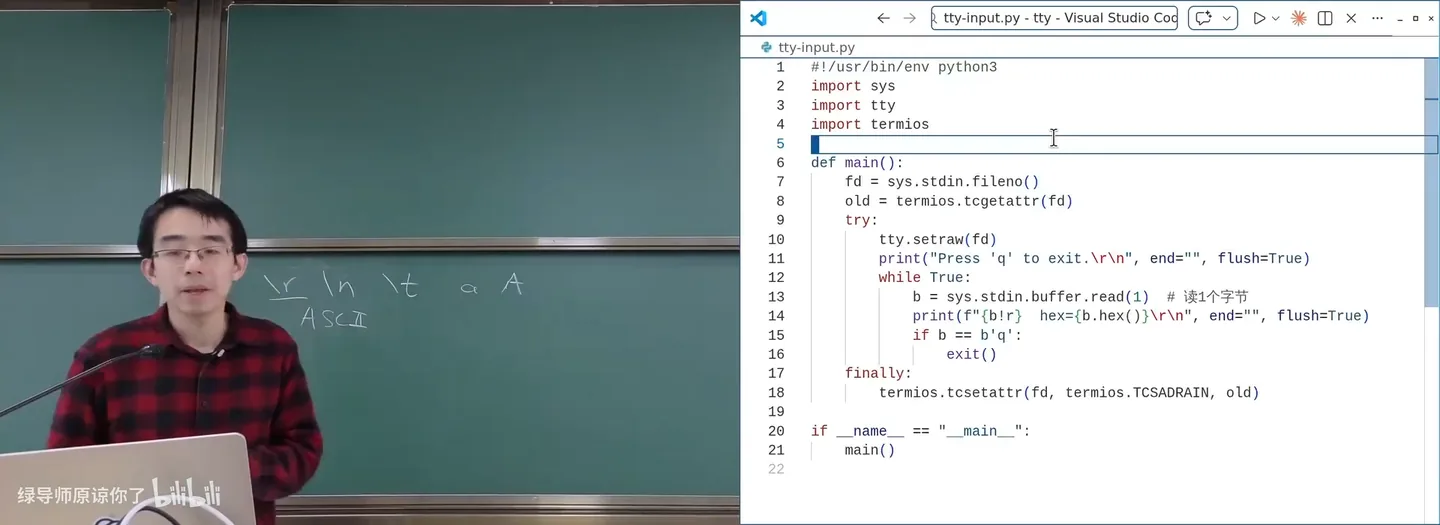 \r \n \t a A
ASCII
绿导师原谅你了 bilibili
tty-input.py - tty - Visual Studio Cod
tty-input.py
1 #!/usr/bin/env python3
2 import sys
3 import tty
4 import termios
5
6 def main():
7 fd = sys.stdin.fileno()
8 old = termios.tcgetattr(fd)
9 try:
10 tty.setraw(fd)
11 print("Press 'q' to exit.\r\n", end="", flush=True)
12 while True:
13 b = sys.stdin.buffer.read(1) # 读1个字节
14 print(f"{b!r} hex={b.hex()}\r\n", end="", flush=True)
15 if b == b'q':
16 exit()
17 finally:
18 termios.tcsetattr(fd, termios.TCSADRAIN, old)
19
20 if __name__ == "__main__":
21 main()
22